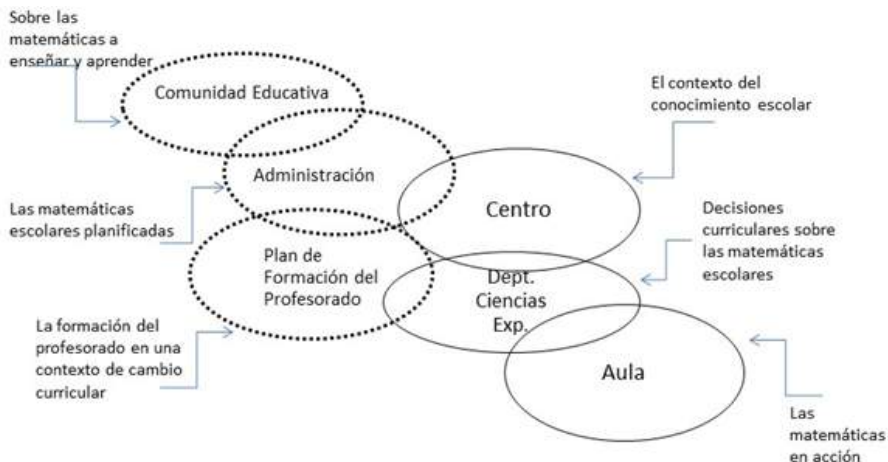 Sobre las
matemáticas a
enseñar y aprender
Comunidad Educativa
Administración
Las matemáticas
escolares planificadas
Plan de
Formación del
Profesorado
La formación del
profesorado en una
contexto de cambio
curricular
El contexto del
conocimiento escolar
Centro
Decisiones
curriculares sobre
las matemáticas
escolares
Dept.
Ciencias
Exp.
Aula
Las
matemáticas
en acción